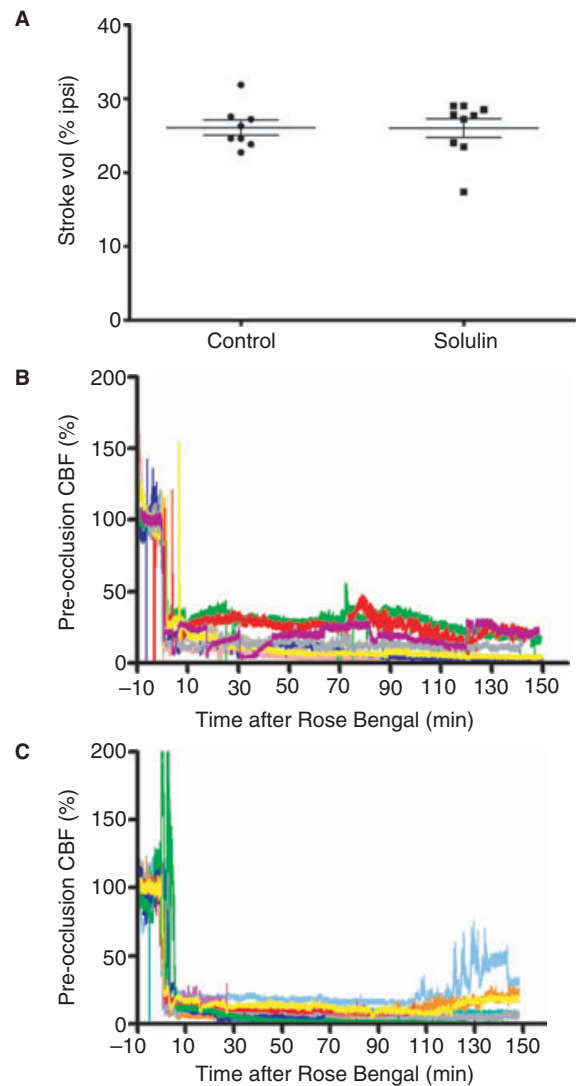 A
40
30
20
10
0
Stroke vol (% ipsi)
Control
Solulin
B
200
150
100
50
0
Pre-occlusion CBF (%)
–10 10 30 50 70 90 110 130 150
Time after Rose Bengal (min)
C
200
150
100
50
0
Pre-occlusion CBF (%)
–10 10 30 50 70 90 110 130 150
Time after Rose Bengal (min)